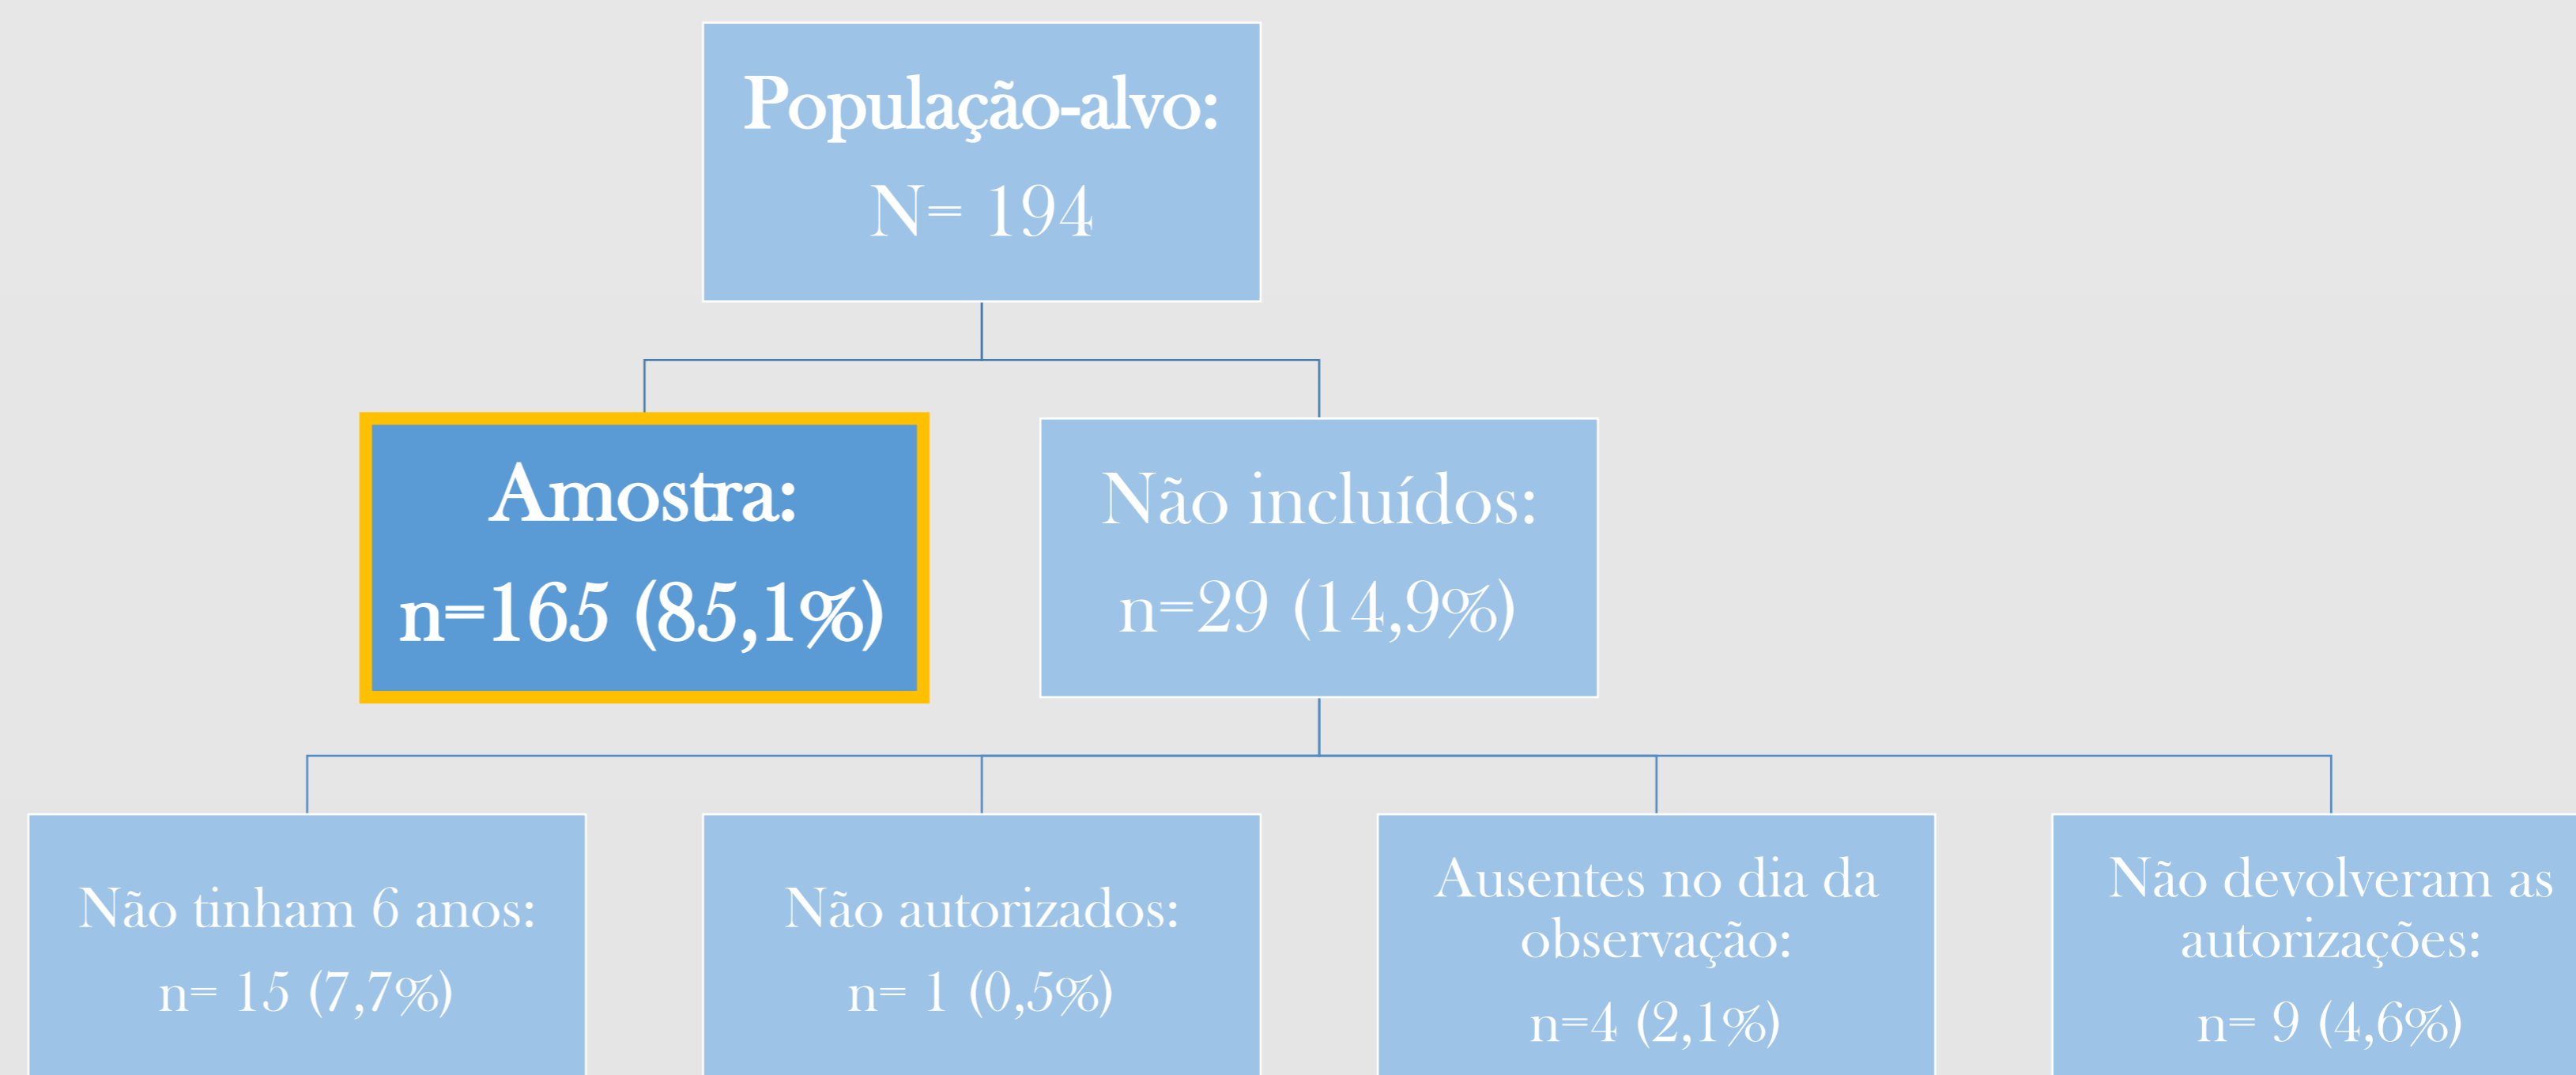 População-alvo:
N= 194
Amostra:
n=165 (85,1%)
Não incluídos:
n=29 (14,9%)
Não tinham 6 anos:
n= 15 (7,7%)
Não autorizados:
n= 1 (0,5%)
Ausentes no dia da
observação:
n=4 (2,1%)
Não devolveram as
autorizações:
n= 9 (4,6%)